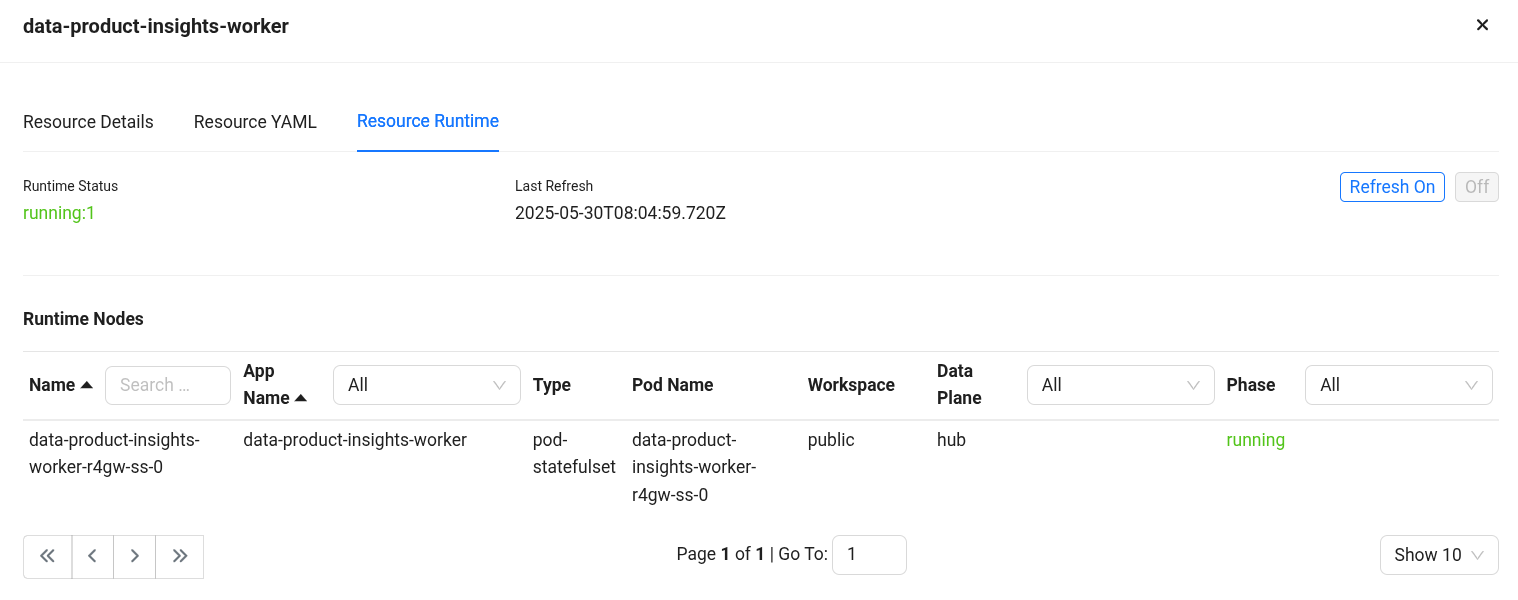 data-product-insights-worker
Resource Details Resource YAML Resource Runtime
Runtime Status Last Refresh Refresh On Off
running:1 2025-05-30T08:04:59.720Z
Runtime Nodes
Name Search ... App Name All Type Pod Name Workspace Data Plane All Phase All
data-product-insights- data-product-insights-worker pod- data-product- public hub running
worker-r4gw-ss-0 statefulset insights-worker-
r4gw-ss-0
Page 1 of 1 | Go To: 1 Show 10